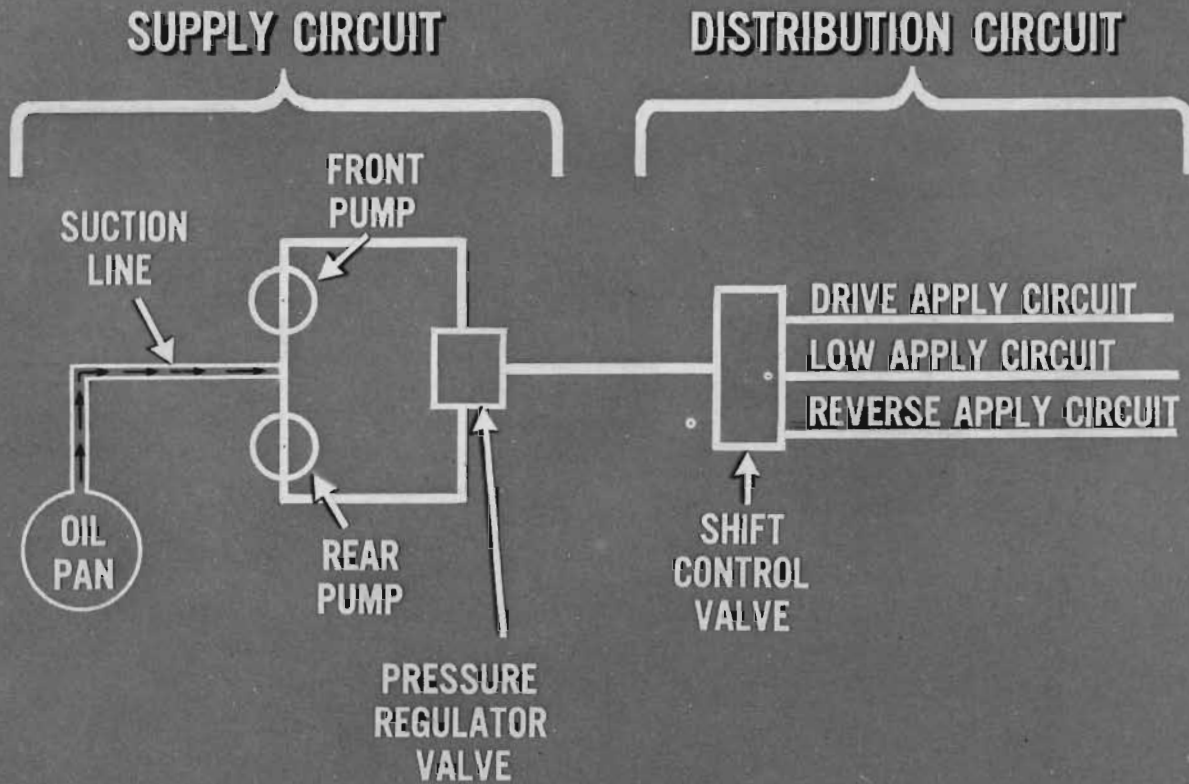 SUPPLY CIRCUIT
DISTRIBUTION CIRCUIT
FRONT
PUMP
SUCTION
LINE
OIL
PAN
REAR
PUMP
PRESSURE
REGULATOR
VALVE
DRIVE APPLY CIRCUIT
LOW APPLY CIRCUIT
REVERSE APPLY CIRCUIT
SHIFT
CONTROL
VALVE